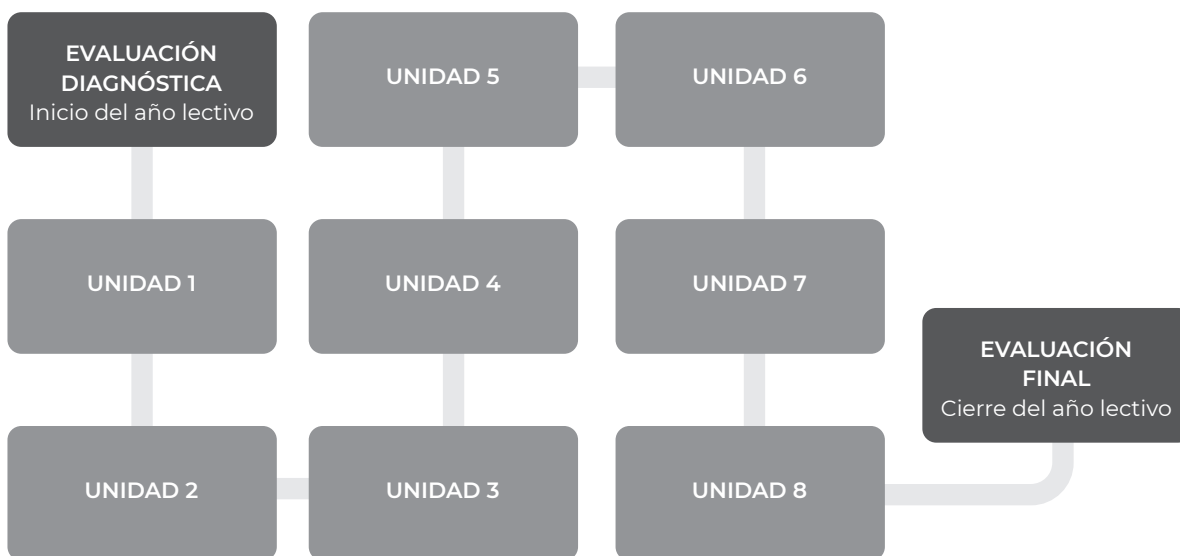 EVALUACIÓN
DIAGNÓSTICA
Inicio del año lectivo
UNIDAD 1
UNIDAD 2
UNIDAD 3
UNIDAD 4
UNIDAD 5
UNIDAD 6
UNIDAD 7
UNIDAD 8
EVALUACIÓN
FINAL
Cierre del año lectivo